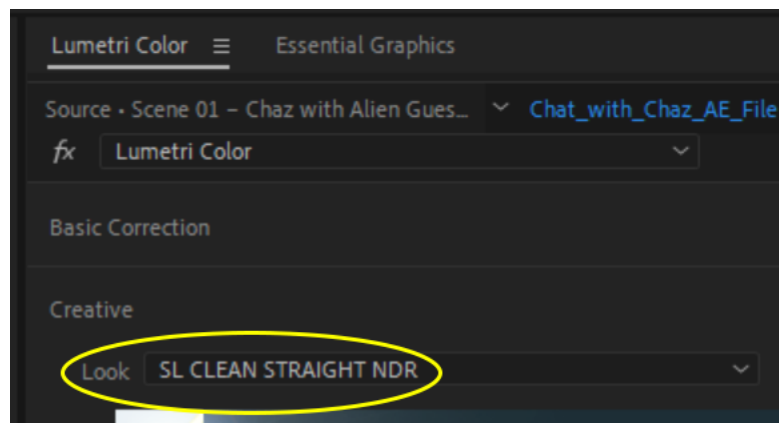 Lumetri Color Essential Graphics
Source • Scene 01 – Chaz with Alien Gues... Chat_with_Chaz_AE_File
fx Lumetri Color
Basic Correction
Creative
Look SL CLEAN STRAIGHT NDR